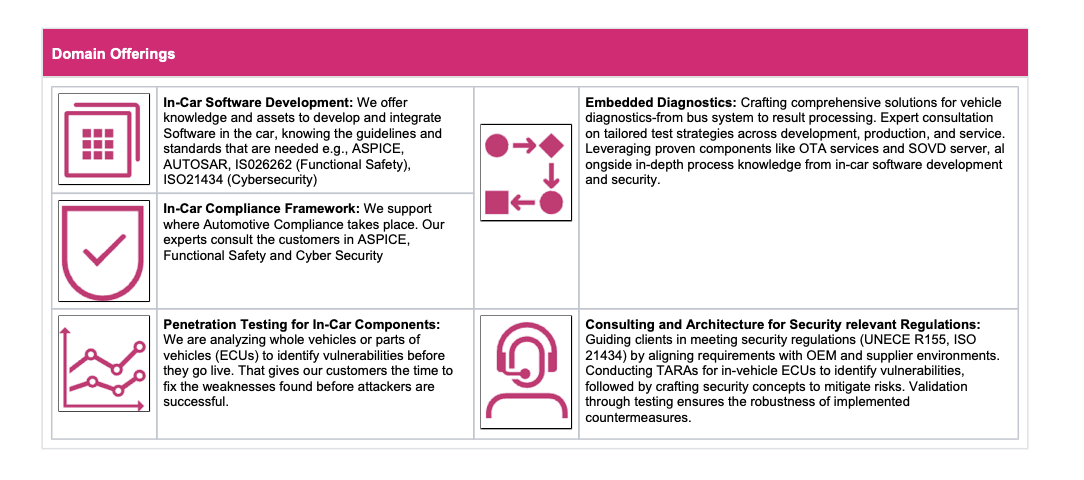 Domain Offerings
In-Car Software Development: We offer
knowledge and assets to develop and integrate
Software in the car, knowing the guidelines and
standards that are needed e.g., ASPICE,
AUTOSAR, IS026262 (Functional Safety),
ISO21434 (Cybersecurity)
In-Car Compliance Framework: We support
where Automotive Compliance takes place. Our
experts consult the customers in ASPICE,
Functional Safety and Cyber Security
Embedded Diagnostics: Crafting comprehensive solutions for vehicle
diagnostics-from bus system to result processing. Expert consultation
on tailored test strategies across development, production, and service.
Leveraging proven components like OTA services and SOVD server, al
ongside in-depth process knowledge from in-car software development
and security.
Penetration Testing for In-Car Components:
We are analyzing whole vehicles or parts of
vehicles (ECUs) to identify vulnerabilities before
they go live. That gives our customers the time to
fix the weaknesses found before attackers are
successful.
Consulting and Architecture for Security relevant Regulations:
Guiding clients in meeting security regulations (UNECE R155, ISO
21434) by aligning requirements with OEM and supplier environments.
Conducting TARAs for in-vehicle ECUs to identify vulnerabilities,
followed by crafting security concepts to mitigate risks. Validation
through testing ensures the robustness of implemented
countermeasures.